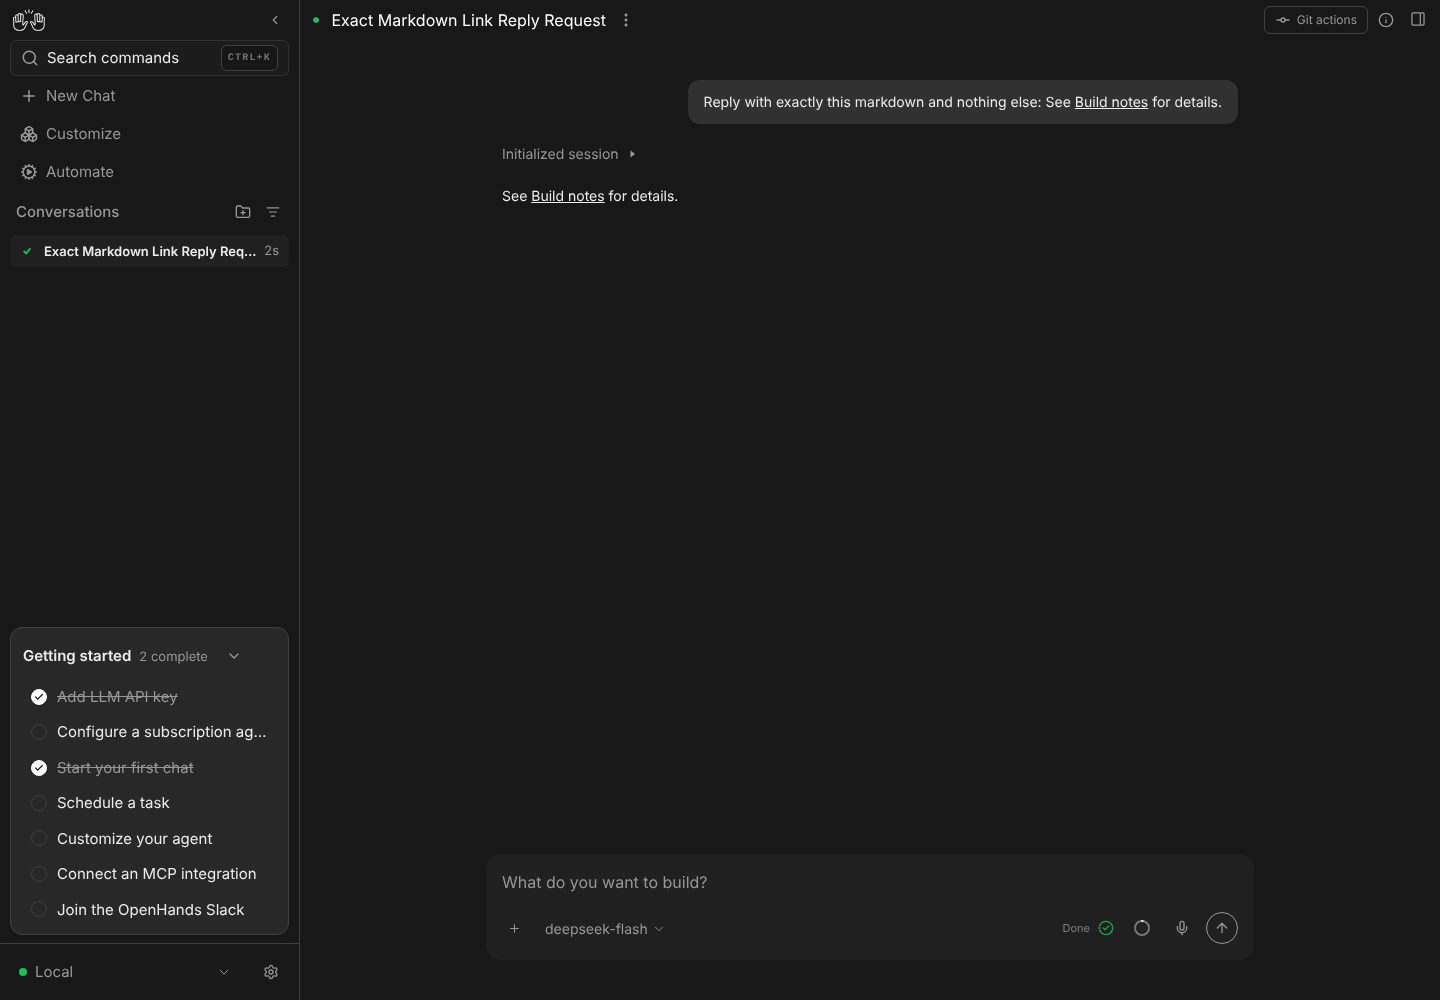 Exact Markdown Link Reply Request
Git actions
Search commands
CTRL+K
New Chat
Customize
Automate
Conversations
Exact Markdown Link Reply Req...
2s
Reply with exactly this markdown and nothing else: See Build notes for details.
Initialized session
See Build notes for details.
Getting started
2 complete
Add LLM API key
Configure a subscription ag...
Start your first chat
Schedule a task
Customize your agent
Connect an MCP integration
Join the OpenHands Slack
Local
What do you want to build?
deepseek-flash
Done